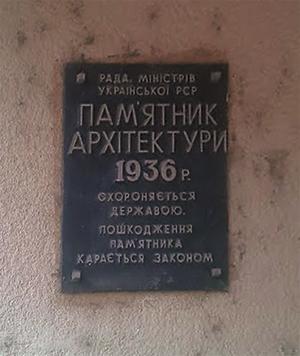 РАДА МІНІСТРІВ
УКРАЇНСЬКОЇ РСР
ПАМ'ЯТНИК
АРХІТЕКТУРИ
1936 Р.
ОХОРОНЯЄТЬСЯ
ДЕРЖАВОЮ.
ПОШКОДЖЕННЯ
ПАМ'ЯТНИКА
КАРАЄТЬСЯ ЗАКОНОМ